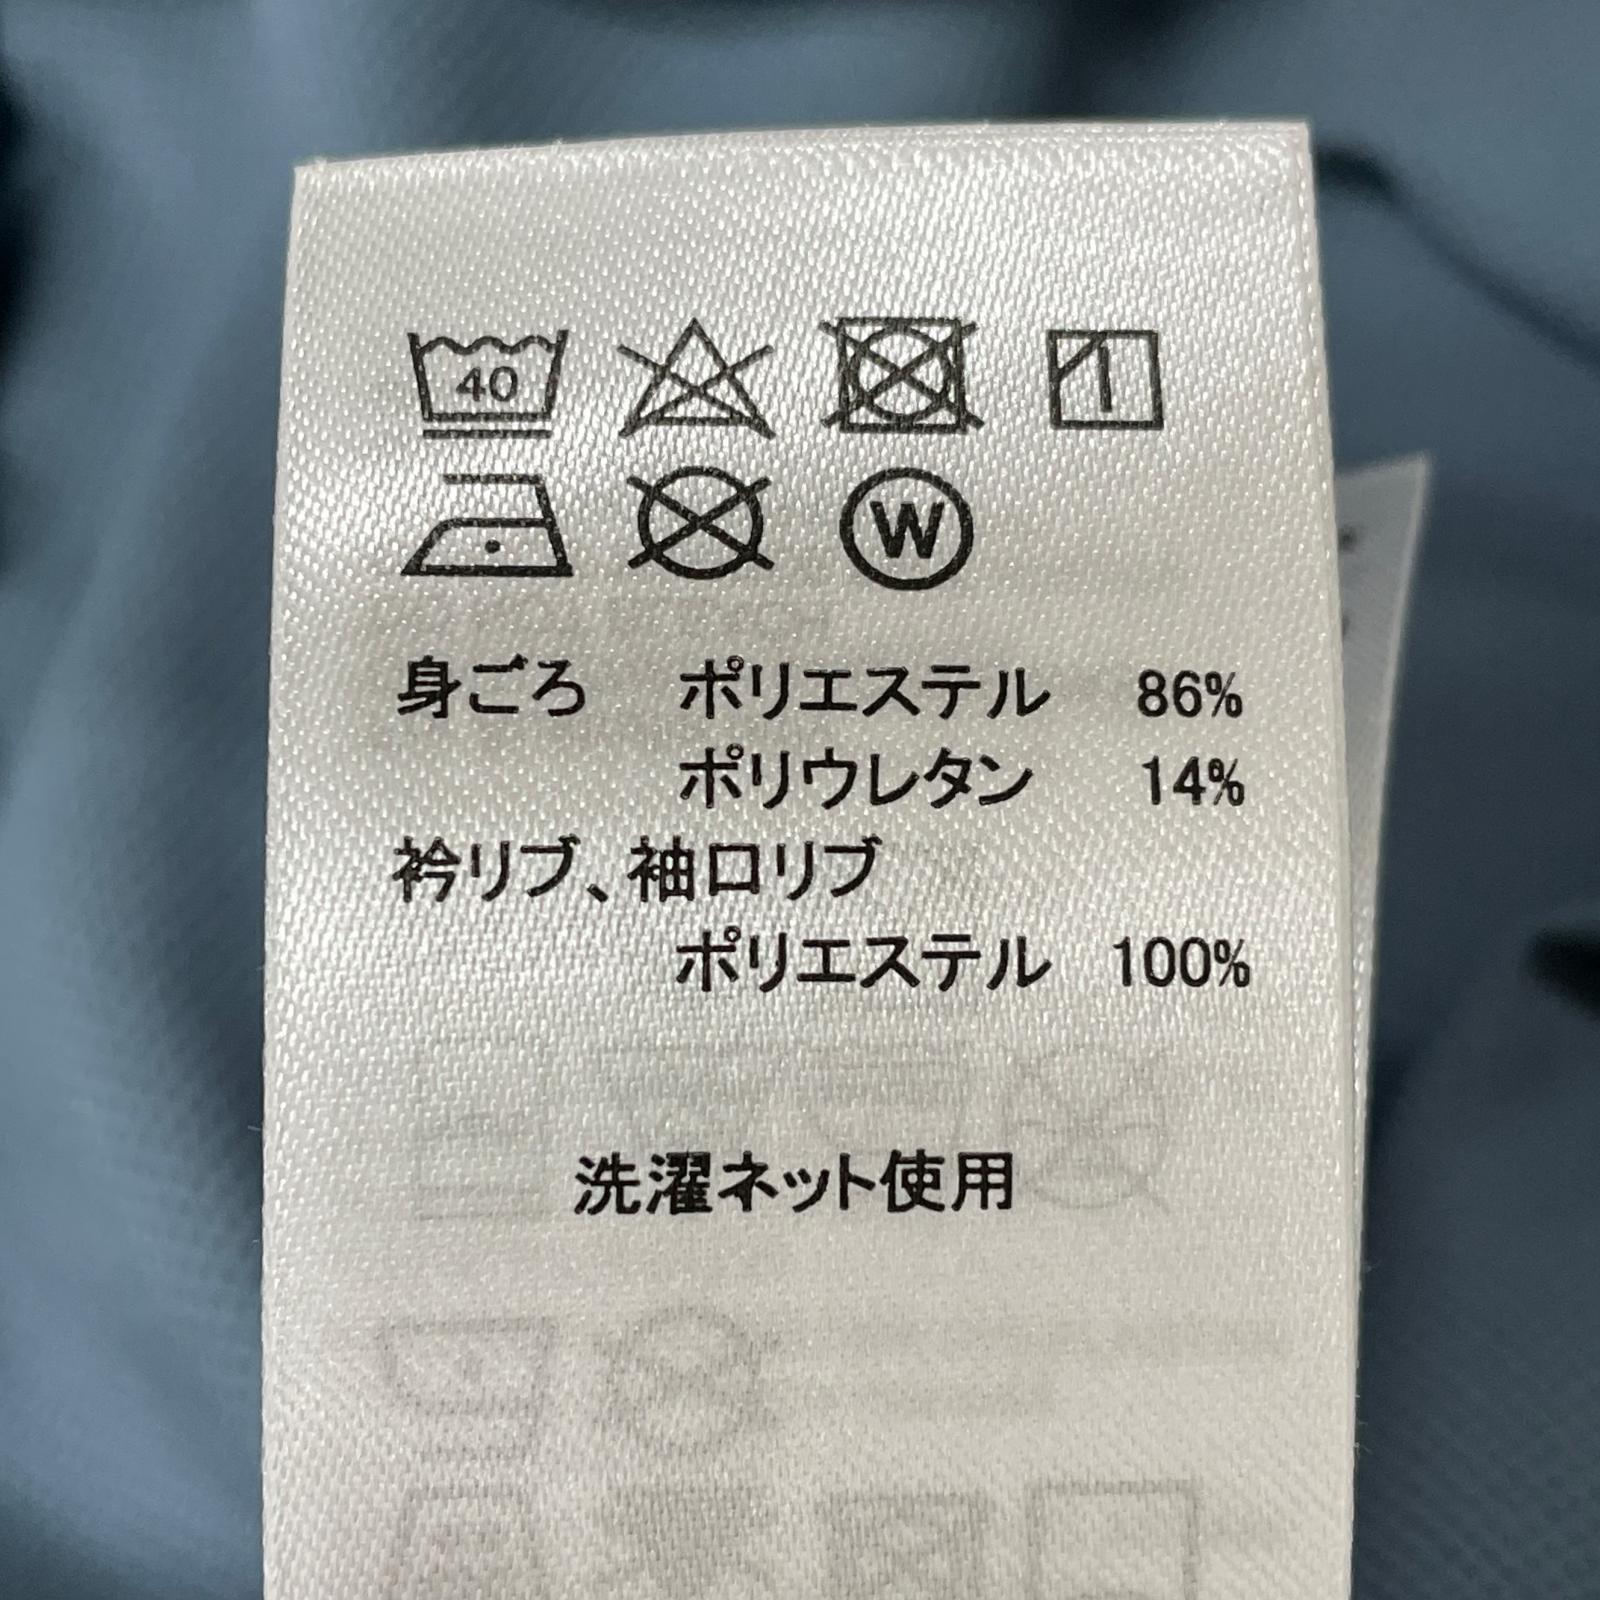 40
W
身ごろ ポリエステル 86%
ポリウレタン 14%
衿リブ、袖口リブ
ポリエステル 100%
洗濯ネット使用